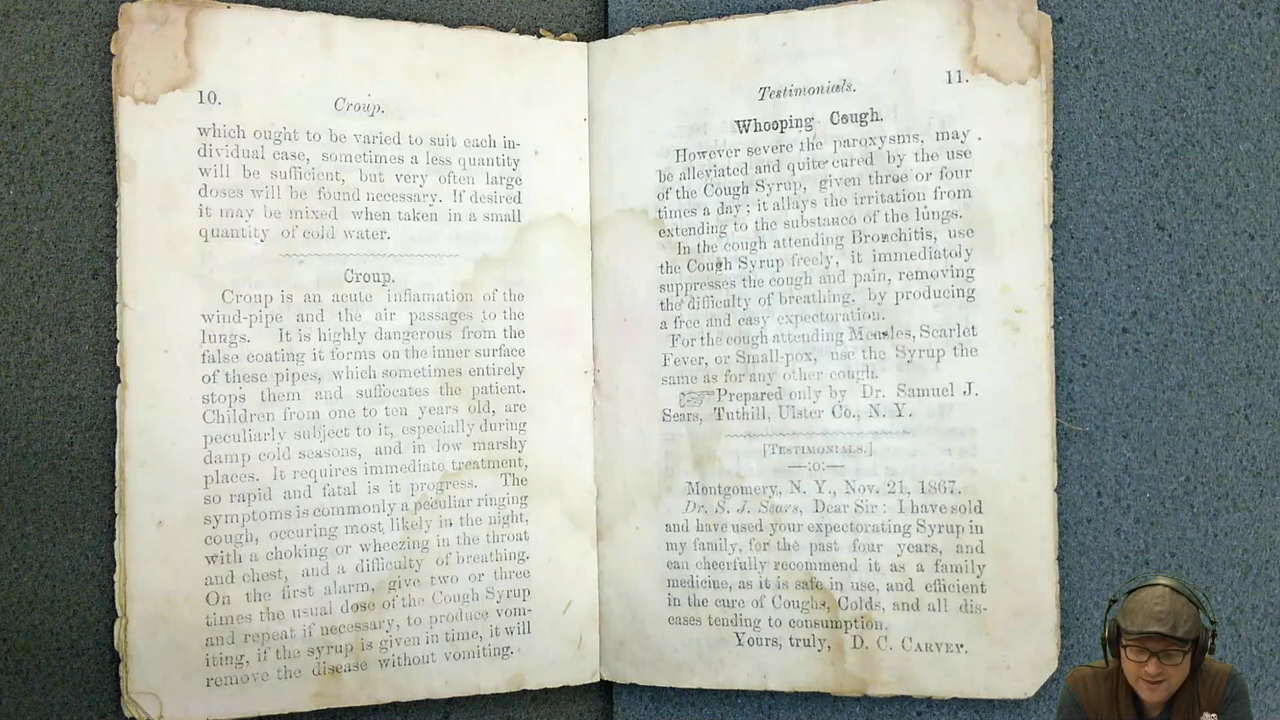 10.
Croup.
which ought to be varied to suit each in-
dividual case, sometimes a less quantity
will be sufficient, but very often large
doses will be found necessary. If desired
it may be mixed when taken in a small
quantity of cold water.
Croup.
Croup is an acute inflamation of the
wind-pipe and the air passages to the
lungs. It is highly dangerous from the
false coating it forms on the inner surface
of these pipes, which sometimes entirely
stops them and suffocates the patient.
Children from one to ten years old, are
peculiarly subject to it, especially during
damp cold seasons, and in low marshy
places. It requires immediate treatment,
so rapid and fatal is it progress. The
symptoms is commonly a peculiar ringing
cough, occuring most likely in the night,
with a choking or wheezing in the throat
and chest, and a difficulty of breathing.
On the first alarm, give two or three
times the usual dose of the Cough Syrup
and repeat if necessary, to produce vom-
iting, if the syrup is given in time, it will
remove the disease without vomiting.
Testimonials.
11.
Whooping Cough.
However severe the paroxysms, may
be alleviated and quite cured by the use
of the Cough Syrup, given three or four
times a day; it allays the irritation from
extending to the substance of the lungs.
In the cough attending Bronchitis, use
the Cough Syrup freely, it immediatoly
suppresses the cough and pain, removing
the difficulty of breathing. by producing
a free and easy expectoration.
For the cough attending Measles, Scarlet
Fever, or Small-pox, use the Syrup the
same as for any other cough.
☞Prepared only by Dr. Samuel J.
Sears, Tuthill, Ulster Co., N. Y.
[TESTIMONIALS.]
—:o:—
Montgomery, N. Y., Nov. 21, 1867.
Dr. S. J. Sears, Dear Sir: I have sold
and have used your expectorating Syrup in
my family, for the past four years, and
can cheerfully recommend it as a family
medicine, as it is safe in use, and efficient
in the cure of Coughs, Colds, and all dis-
eases tending to consumption.
Yours, truly, D. C. CARVEY.